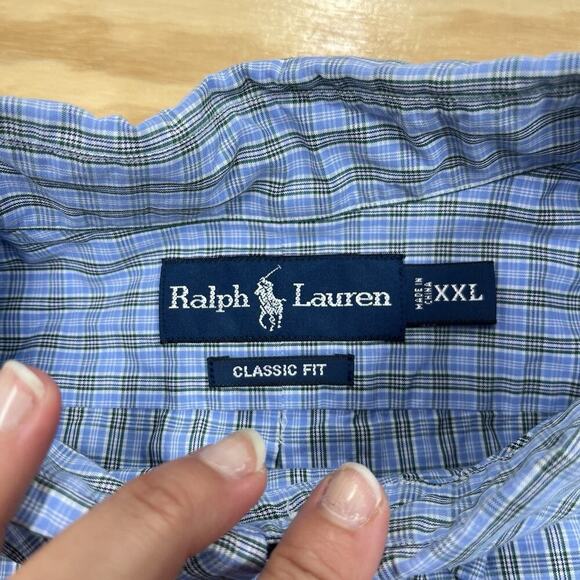 Ralph Lauren
MADE IN
CHINA
XXL
CLASSIC FIT